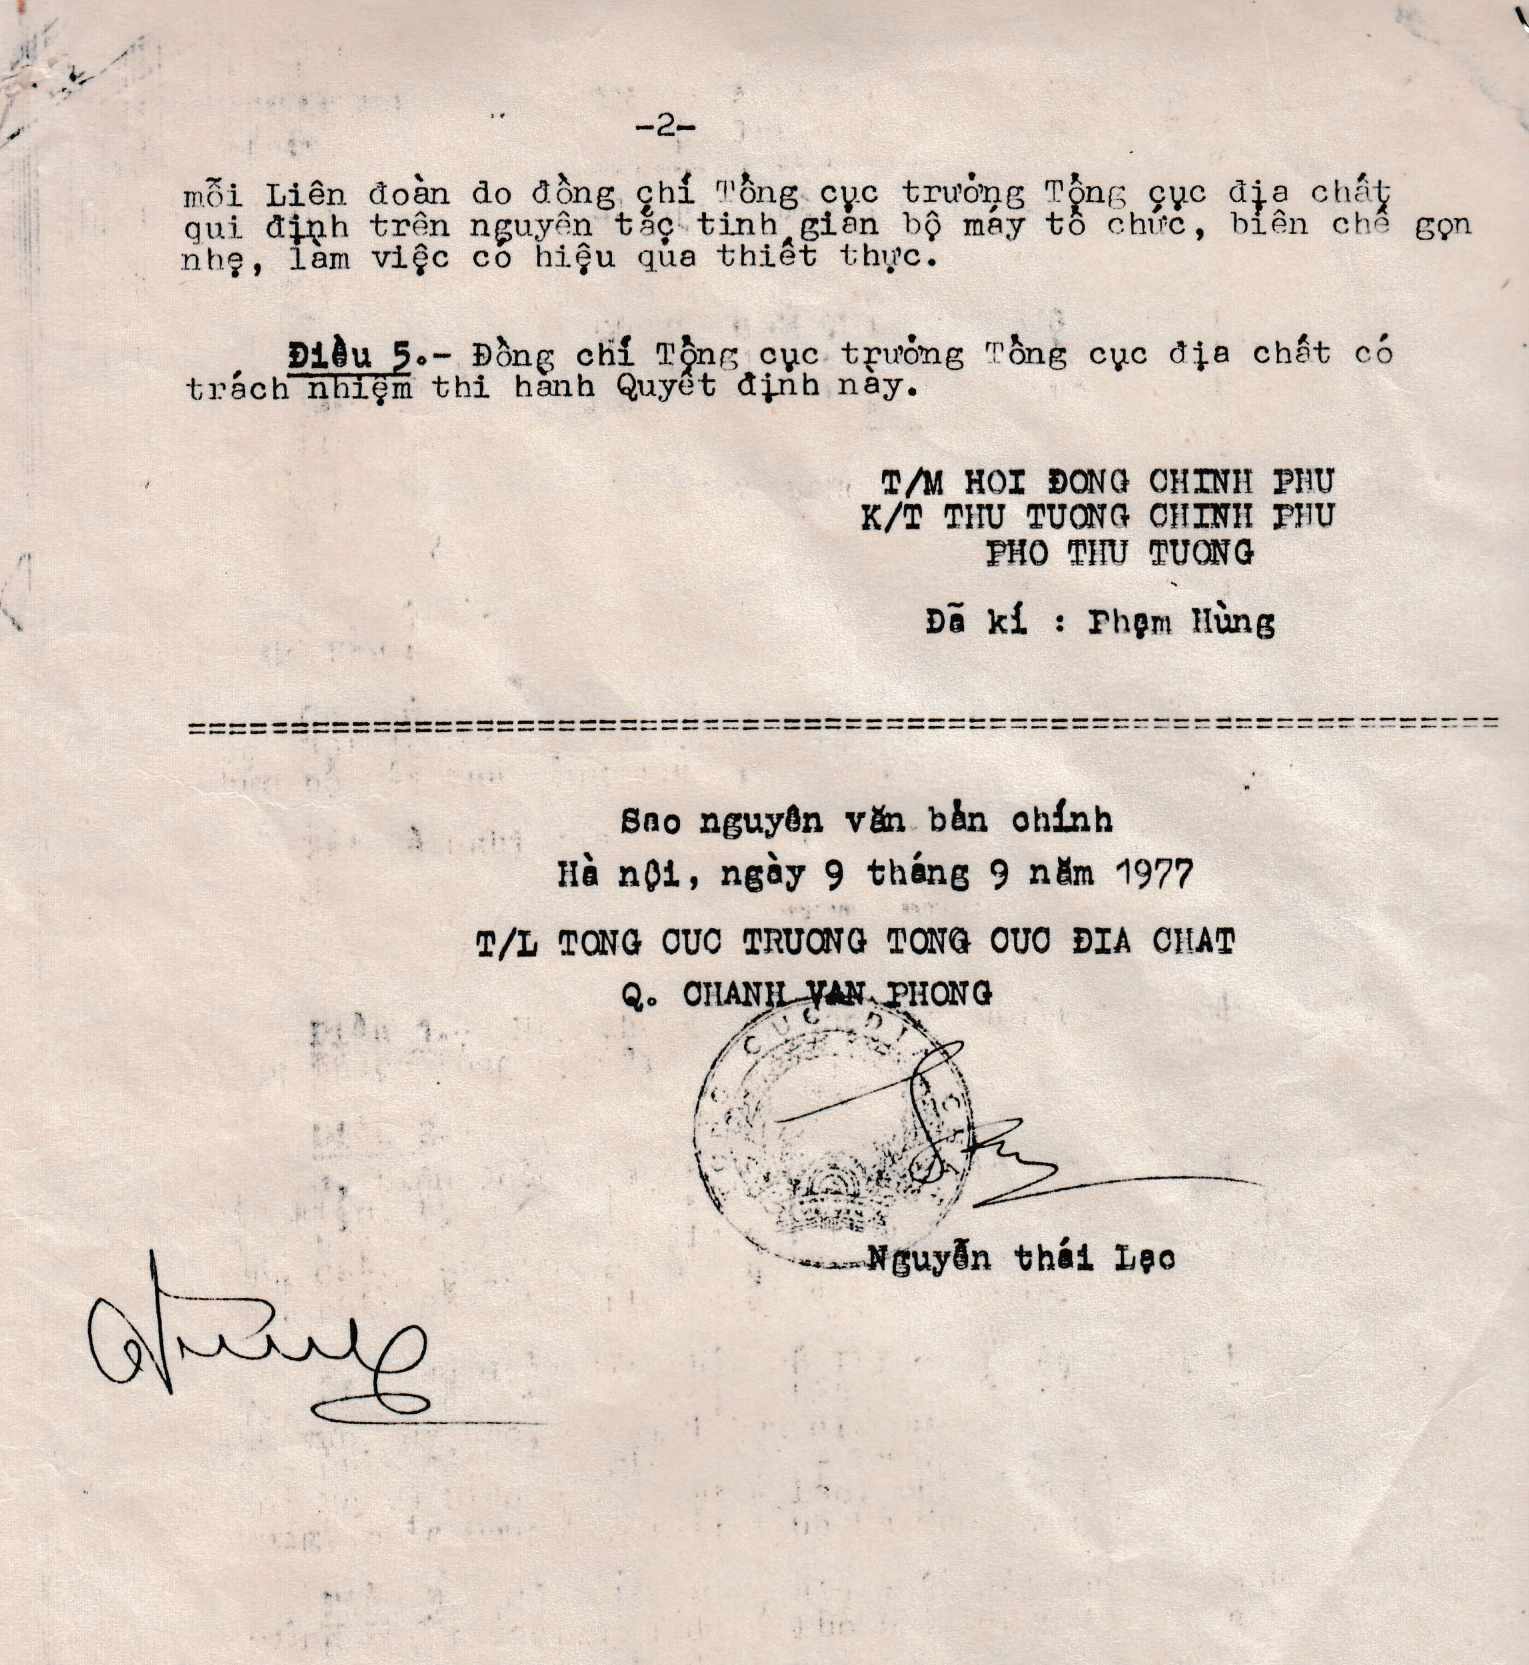 -2-
mỗi Liên đoàn do đồng chí Tổng cục trưởng Tổng cục địa chất
qui định trên nguyên tắc tinh giản bộ máy tổ chức, biên chế gọn
nhẹ, làm việc có hiệu quả thiết thực.
Điều 5.- Đồng chí Tổng cục trưởng Tổng cục địa chất có
trách nhiệm thi hành Quyết định này.
T/M HOI ĐONG CHINH PHU
K/T THU TUONG CHINH PHU
PHO THU TUONG
Đã kí : Phạm Hùng
================================================================
Sao nguyên văn bản chính
Hà nội, ngày 9 tháng 9 năm 1977
T/L TONG CUC TRUONG TONG CUC ĐIA CHAT
Q. CHANH VAN PHONG
CUC ĐIA
Nguyễn thái Lạc